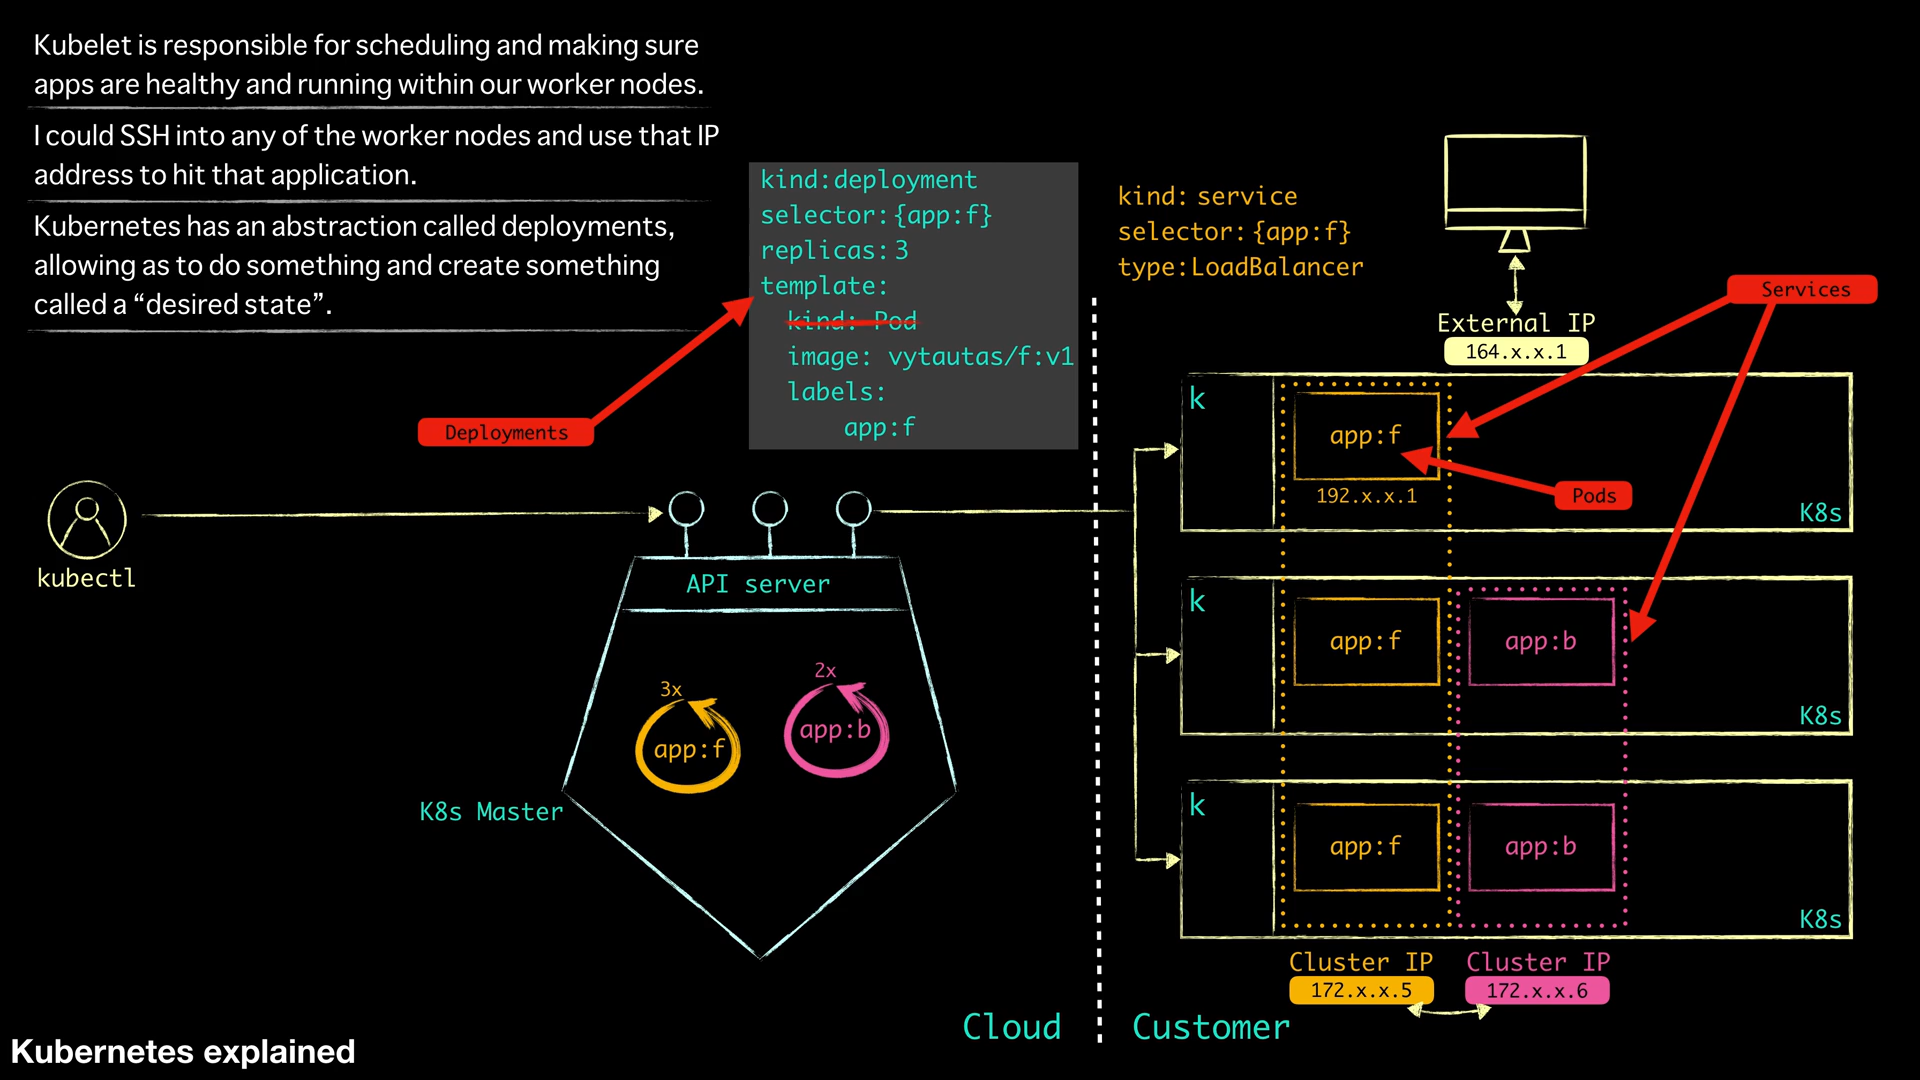 Kubelet is responsible for scheduling and making sure
apps are healthy and running within our worker nodes.
I could SSH into any of the worker nodes and use that IP
address to hit that application.
Kubernetes has an abstraction called deployments,
allowing as to do something and create something
called a “desired state”.
kind:deployment
selector:{app:f}
replicas:3
template:
kind: Pod
image: vytautas/f:v1
labels:
app:f
Deployments
kind: service
selector:{app:f}
type:LoadBalancer
Services
External IP
164.x.x.1
k
app:f
192.x.x.1
Pods
K8s
kubectl
API server
3x
app:f
2x
app:b
K8s Master
k
app:f
app:b
K8s
k
app:f
app:b
K8s
Cluster IP
172.x.x.5
Cluster IP
172.x.x.6
Cloud
Customer
Kubernetes explained